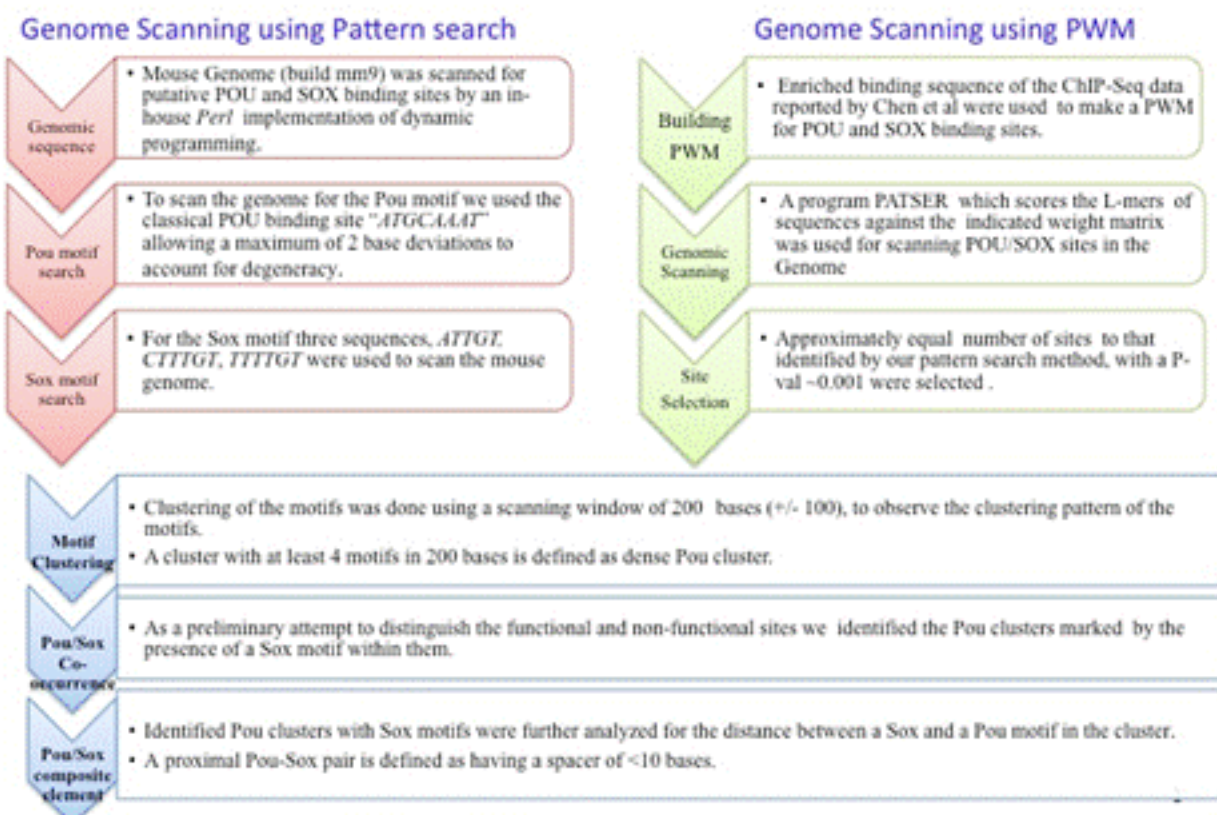 Genome Scanning using Pattern search
Genomic
sequence
• Mouse Genome (build mm9) was scanned for
putative POU and SOX binding sites by an in-
house Perl implementation of dynamic
programming.
Pou motif
search
• To scan the genome for the Pou motif we used the
classical POU binding site "ATGCAAAT"
allowing a maximum of 2 base deviations to
account for degeneracy.
Sox motif
search
• For the Sox motif three sequences, ATTGT,
CTTTGT, TTTTGT were used to scan the mouse
genome.
Genome Scanning using PWM
Building
PWM
• Enriched binding sequence of the ChIP-Seq data
reported by Chen et al were used to make a PWM
for POU and SOX binding sites.
Genomic
Scanning
• A program PATSER which scores the L-mers of
sequences against the indicated weight matrix
was used for scanning POU/SOX sites in the
Genome
Site
Selection
• Approximately equal number of sites to that
identified by our pattern search method, with a P-
val ~0.001 were selected .
Motif
Clustering
• Clustering of the motifs was done using a scanning window of 200 bases (+/- 100), to observe the clustering pattern of the
motifs.
• A cluster with at least 4 motifs in 200 bases is defined as dense Pou cluster.
Pou/Sox
Co-
occurrence
• As a preliminary attempt to distinguish the functional and non-functional sites we identified the Pou clusters marked by the
presence of a Sox motif within them.
Pou/Sox
composite
element
• Identified Pou clusters with Sox motifs were further analyzed for the distance between a Sox and a Pou motif in the cluster.
• A proximal Pou-Sox pair is defined as having a spacer of <10 bases.